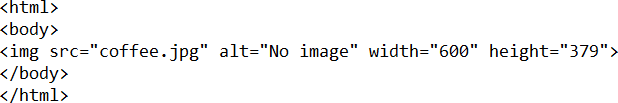 <html>
<body>
<img src="coffee.jpg" alt="No image" width="600" height="379">
</body>
</html>